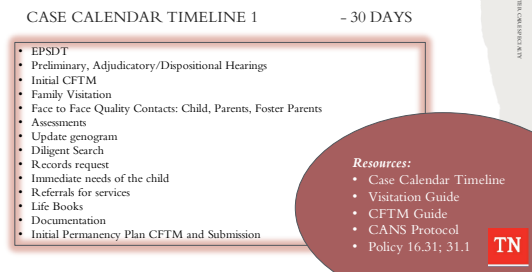 CASE CALENDAR TIMELINE 1 - 30 DAYS
• EPSDT
• Preliminary, Adjudicatory/Dispositional Hearings
• Initial CFTM
• Family Visitation
• Face to Face Quality Contacts: Child, Parents, Foster Parents
• Assessments
• Update genogram
• Diligent Search
• Records request
• Immediate needs of the child
• Referrals for services
• Life Books
• Documentation
• Initial Permanency Plan CFTM and Submission
Resources:
• Case Calendar Timeline
• Visitation Guide
• CFTM Guide
• CANS Protocol
• Policy 16.31; 31.1
TN